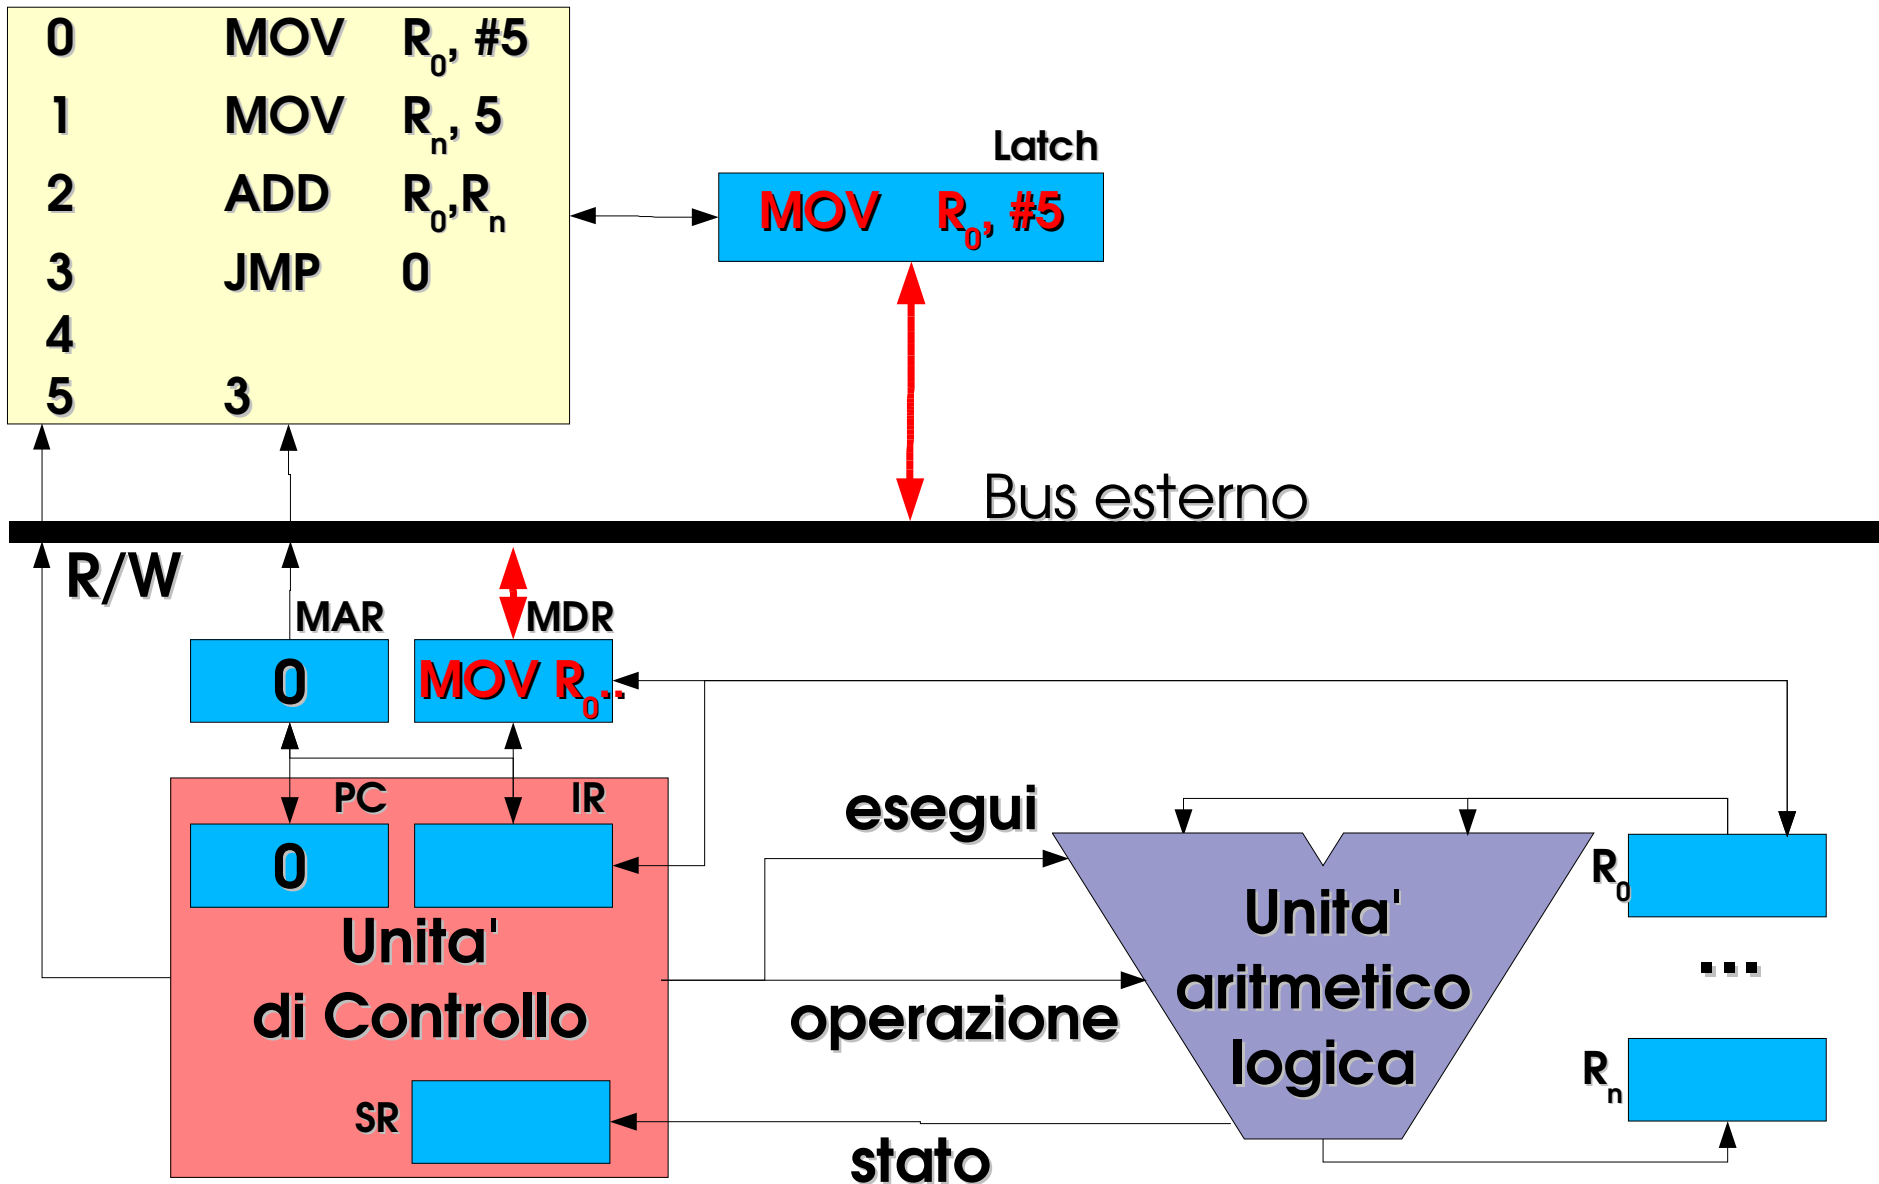 0 MOV R0, #5
1 MOV Rn, 5
2 ADD R0,Rn
3 JMP 0
4
5 3
Latch
MOV R0, #5
Bus esterno
R/W
MAR
MDR
0
MOV R0..
PC
IR
0
Unita'
di Controllo
SR
esegui
operazione
stato
Unita'
aritmetico
logica
R0
...
Rn